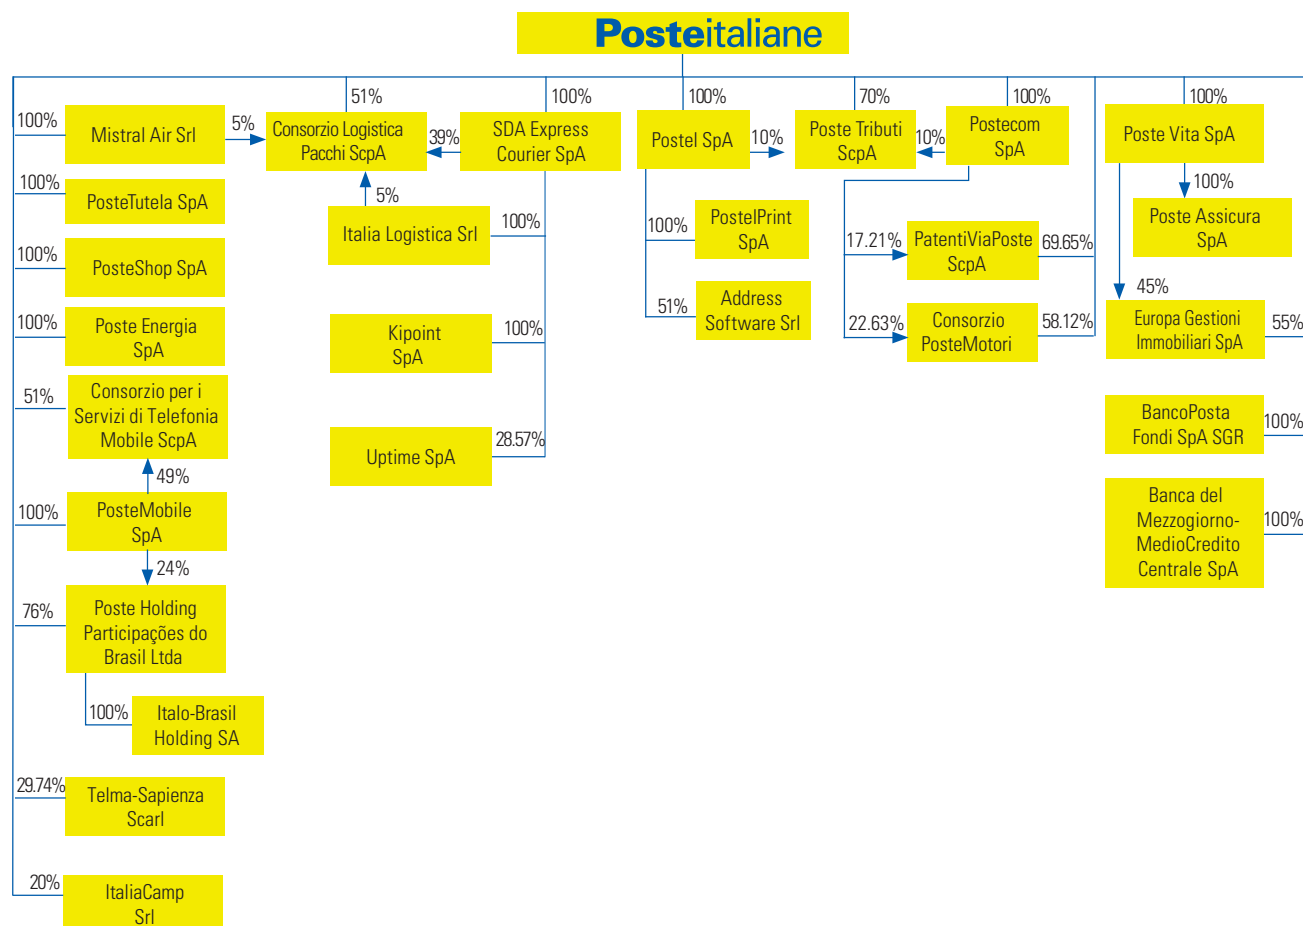 Posteitaliane
51%
100%
100%
70%
100%
100%
100%
Mistral Air Srl
5%
Consorzio Logistica
Pacchi ScpA
39%
SDA Express
Courier SpA
Postel SpA
10%
Poste Tributi
ScpA
10%
Postecom
SpA
Poste Vita SpA
100%
PosteTutela SpA
5%
Italia Logistica Srl
100%
100%
PostelPrint
SpA
17.21%
PatentiViaPoste
ScpA
69.65%
100%
Poste Assicura
SpA
100%
PosteShop SpA
51%
Address
Software Srl
22.63%
Consorzio
PosteMotori
58.12%
45%
Europa Gestioni
Immobiliari SpA
55%
100%
Poste Energia
SpA
Kipoint
SpA
100%
51%
Consorzio per i
Servizi di Telefonia
Mobile ScpA
Uptime SpA
28.57%
BancoPosta
Fondi SpA SGR
100%
49%
100%
PosteMobile
SpA
Banca del
Mezzogiorno-
MedioCredito
Centrale SpA
100%
24%
76%
Poste Holding
Participações do
Brasil Ltda
100%
Italo-Brasil
Holding SA
29.74%
Telma-Sapienza
Scarl
20%
ItaliaCamp
Srl